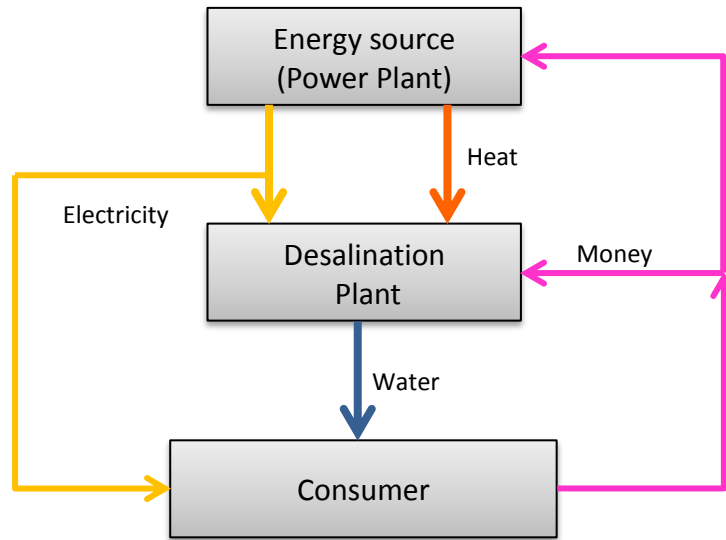 Energy source
(Power Plant)
Heat
Electricity
Desalination
Plant
Money
Water
Consumer